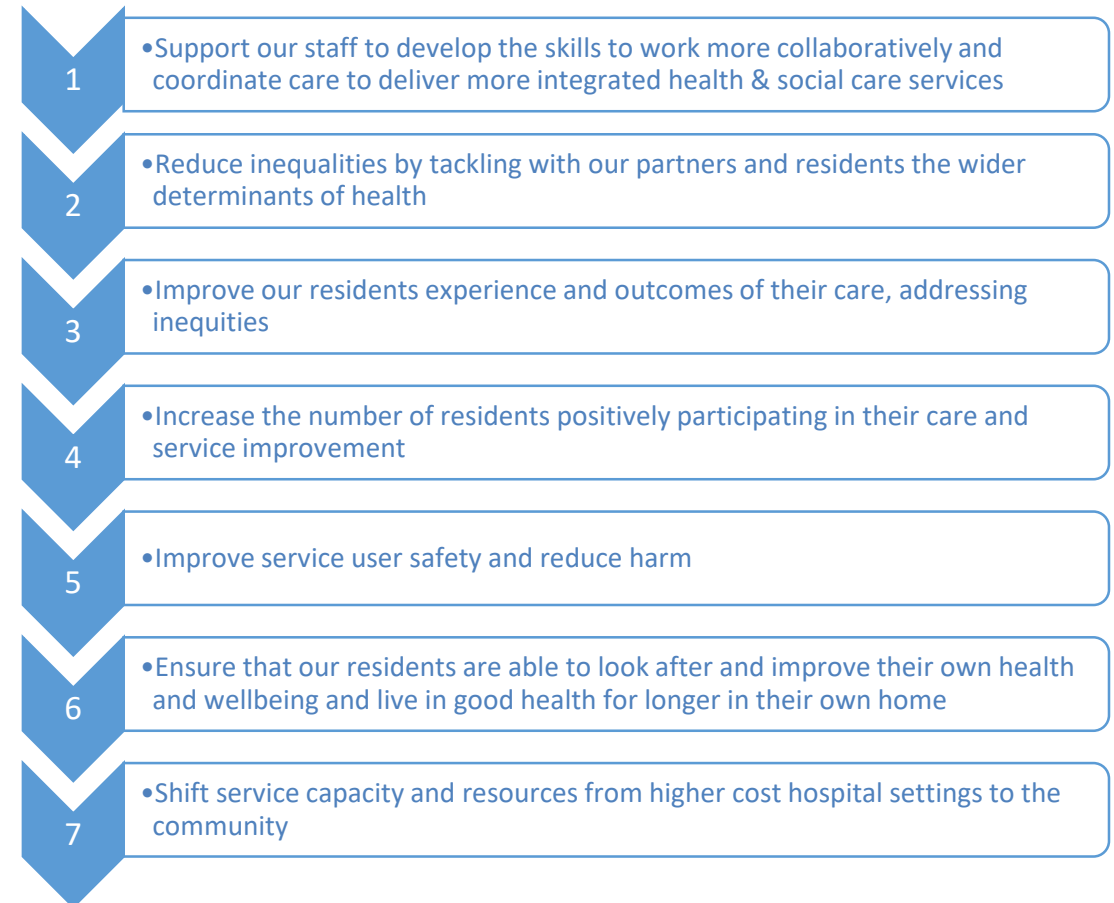 1
•Support our staff to develop the skills to work more collaboratively and
coordinate care to deliver more integrated health & social care services
2
•Reduce inequalities by tackling with our partners and residents the wider
determinants of health
3
•Improve our residents experience and outcomes of their care, addressing
inequities
4
•Increase the number of residents positively participating in their care and
service improvement
5
•Improve service user safety and reduce harm
6
•Ensure that our residents are able to look after and improve their own health
and wellbeing and live in good health for longer in their own home
7
•Shift service capacity and resources from higher cost hospital settings to the
community